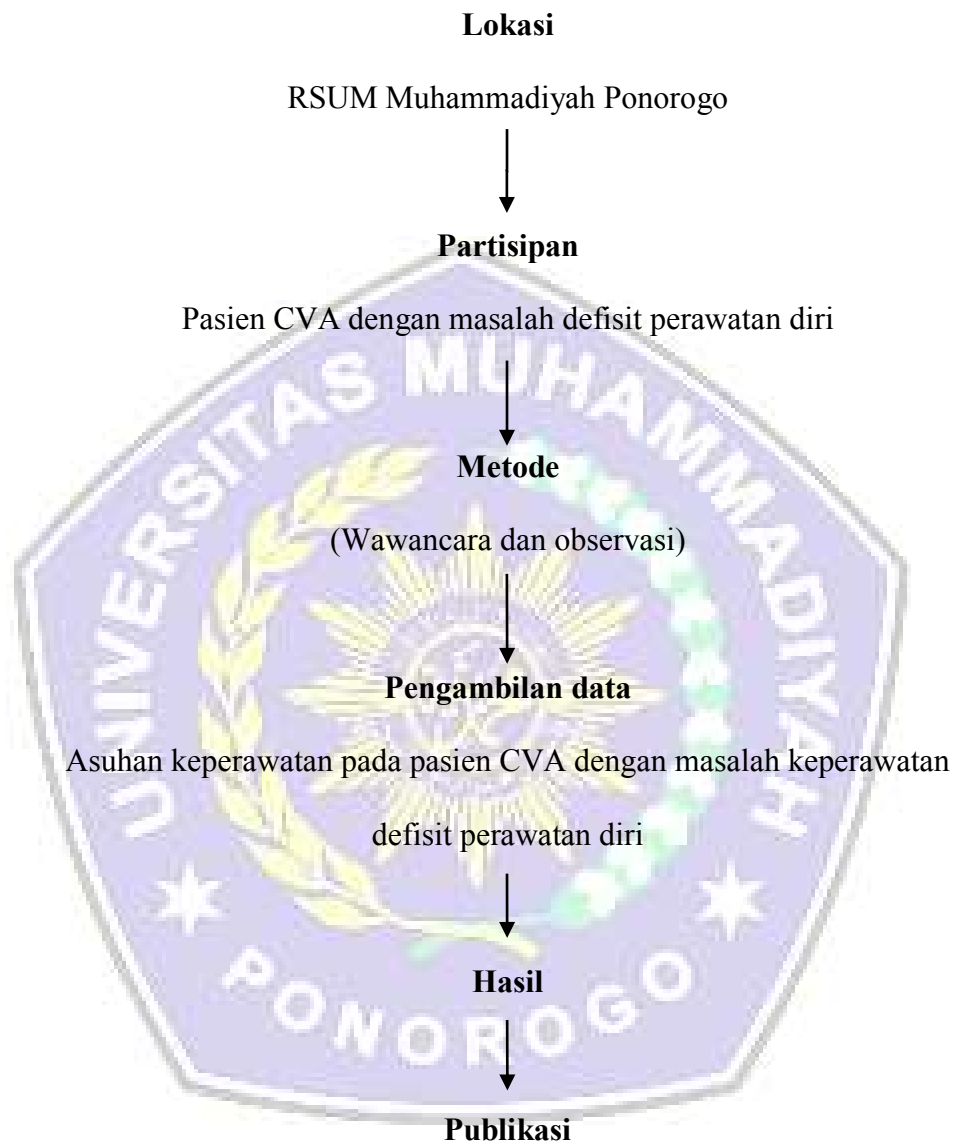 Lokasi
RSUM Muhammadiyah Ponorogo
Partisipan
Pasien CVA dengan masalah defisit perawatan diri
Metode
(Wawancara dan observasi)
Pengambilan data
Asuhan keperawatan pada pasien CVA dengan masalah keperawatan
defisit perawatan diri
Hasil
Publikasi
UNIVERSITAS MUHAMMADIYAH
PONOROGO